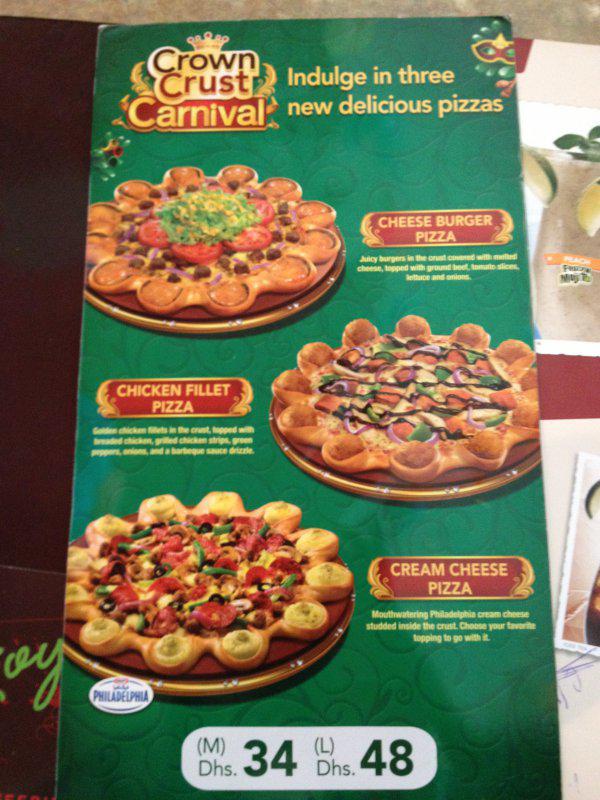 Crown
Crust
Carnival
Indulge in three
new delicious pizzas
CHEESE BURGER
PIZZA
Juicy burgers in the crust covered with melted
cheese, topped with ground beef, tomato slices,
lettuce and onions.
PEACH
CHICKEN FILLET
PIZZA
Golden chicken fillets in the crust, topped with
breaded chicken, grilled chicken strips, green
peppers, onions, and a barbeque sauce drizzle.
CREAM CHEESE
PIZZA
Mouthwatering Philadelphia cream cheese
studded inside the crust. Choose your favorite
topping to go with it.
PHILADELPHIA
(M) Dhs. 34 (L) Dhs. 48